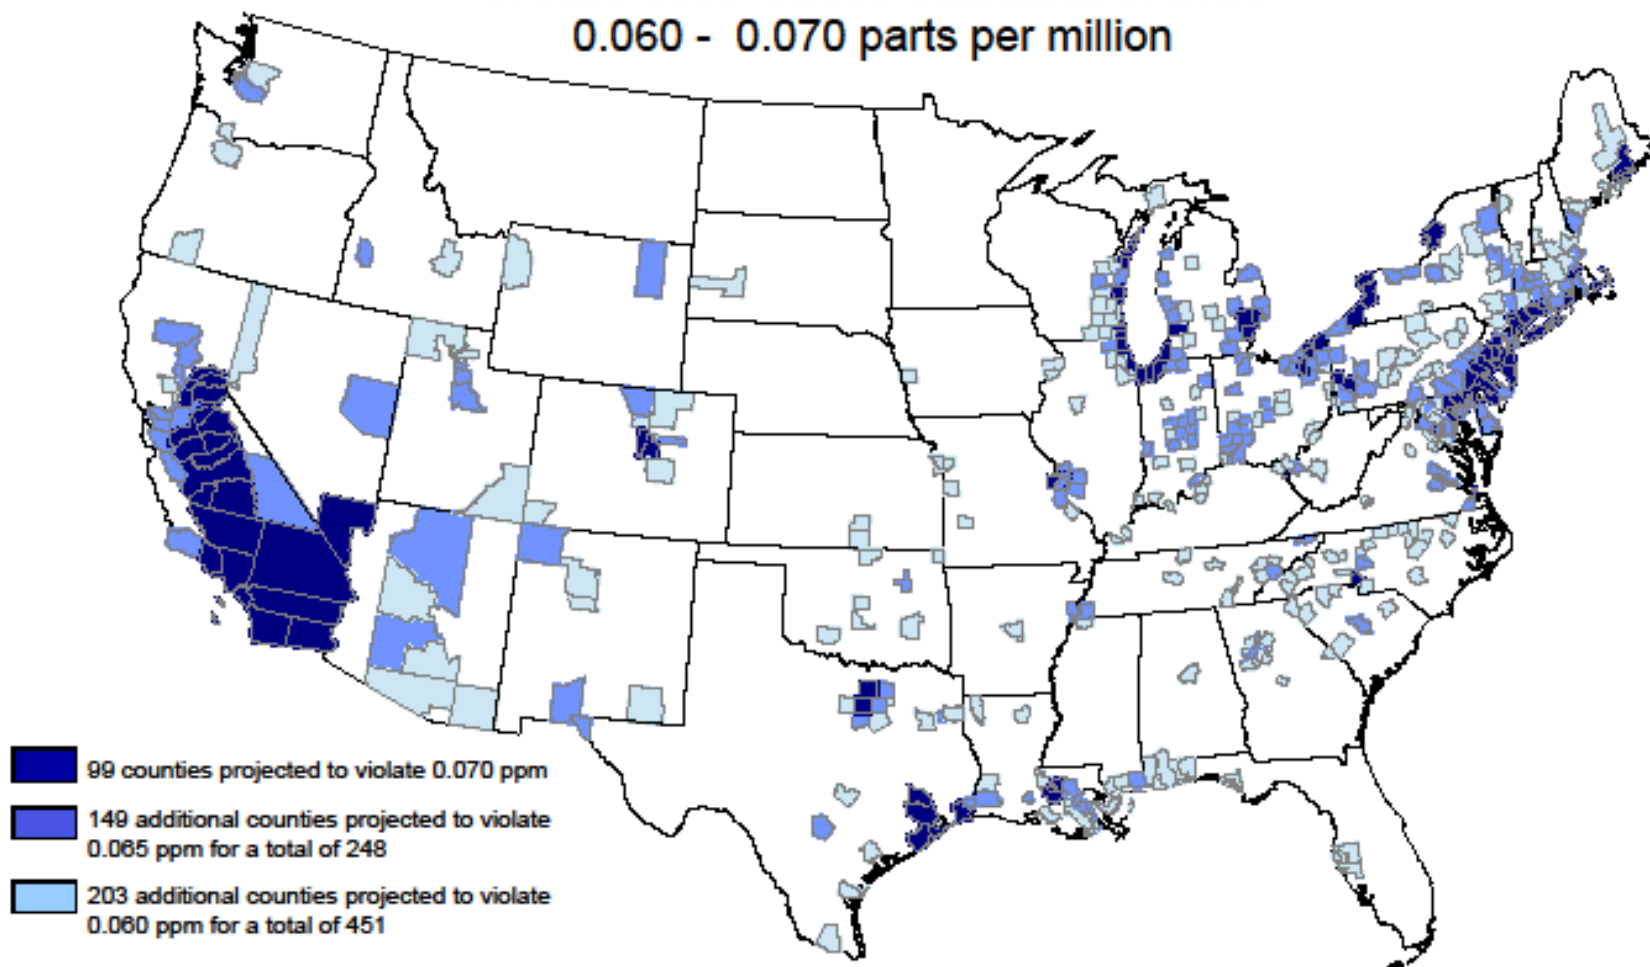 0.060 - 0.070 parts per million
99 counties projected to violate 0.070 ppm
149 additional counties projected to violate
0.065 ppm for a total of 248
203 additional counties projected to violate
0.060 ppm for a total of 451